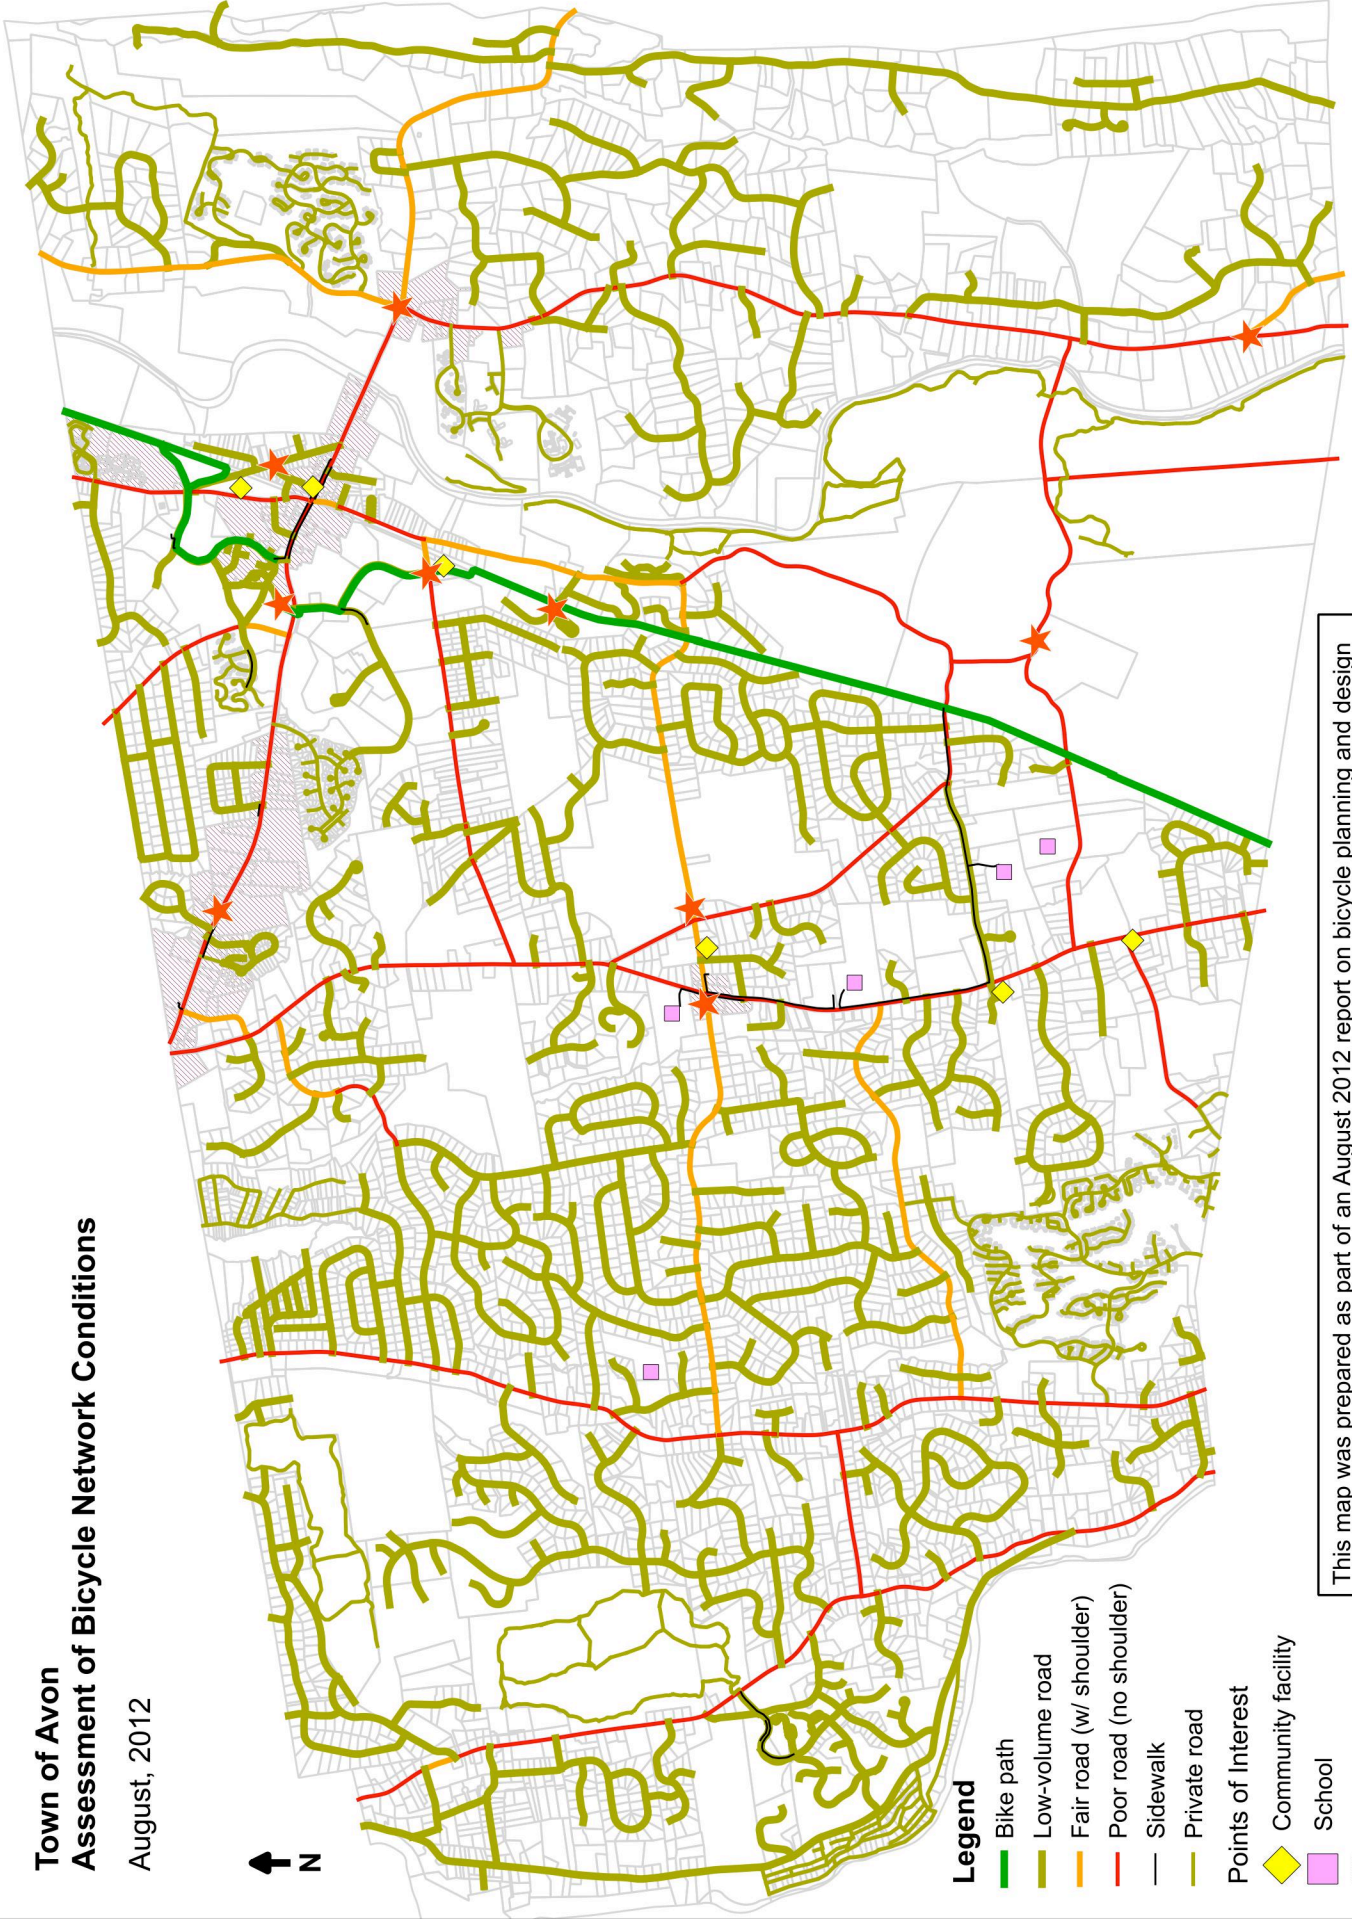 Town of Avon
Assessment of Bicycle Network Conditions
August, 2012
N
Legend
Bike path
Low-volume road
Fair road (w/ shoulder)
Poor road (no shoulder)
Sidewalk
Private road
Points of Interest
Community facility
School
This map was prepared as part of an August 2012 report on bicycle planning and design